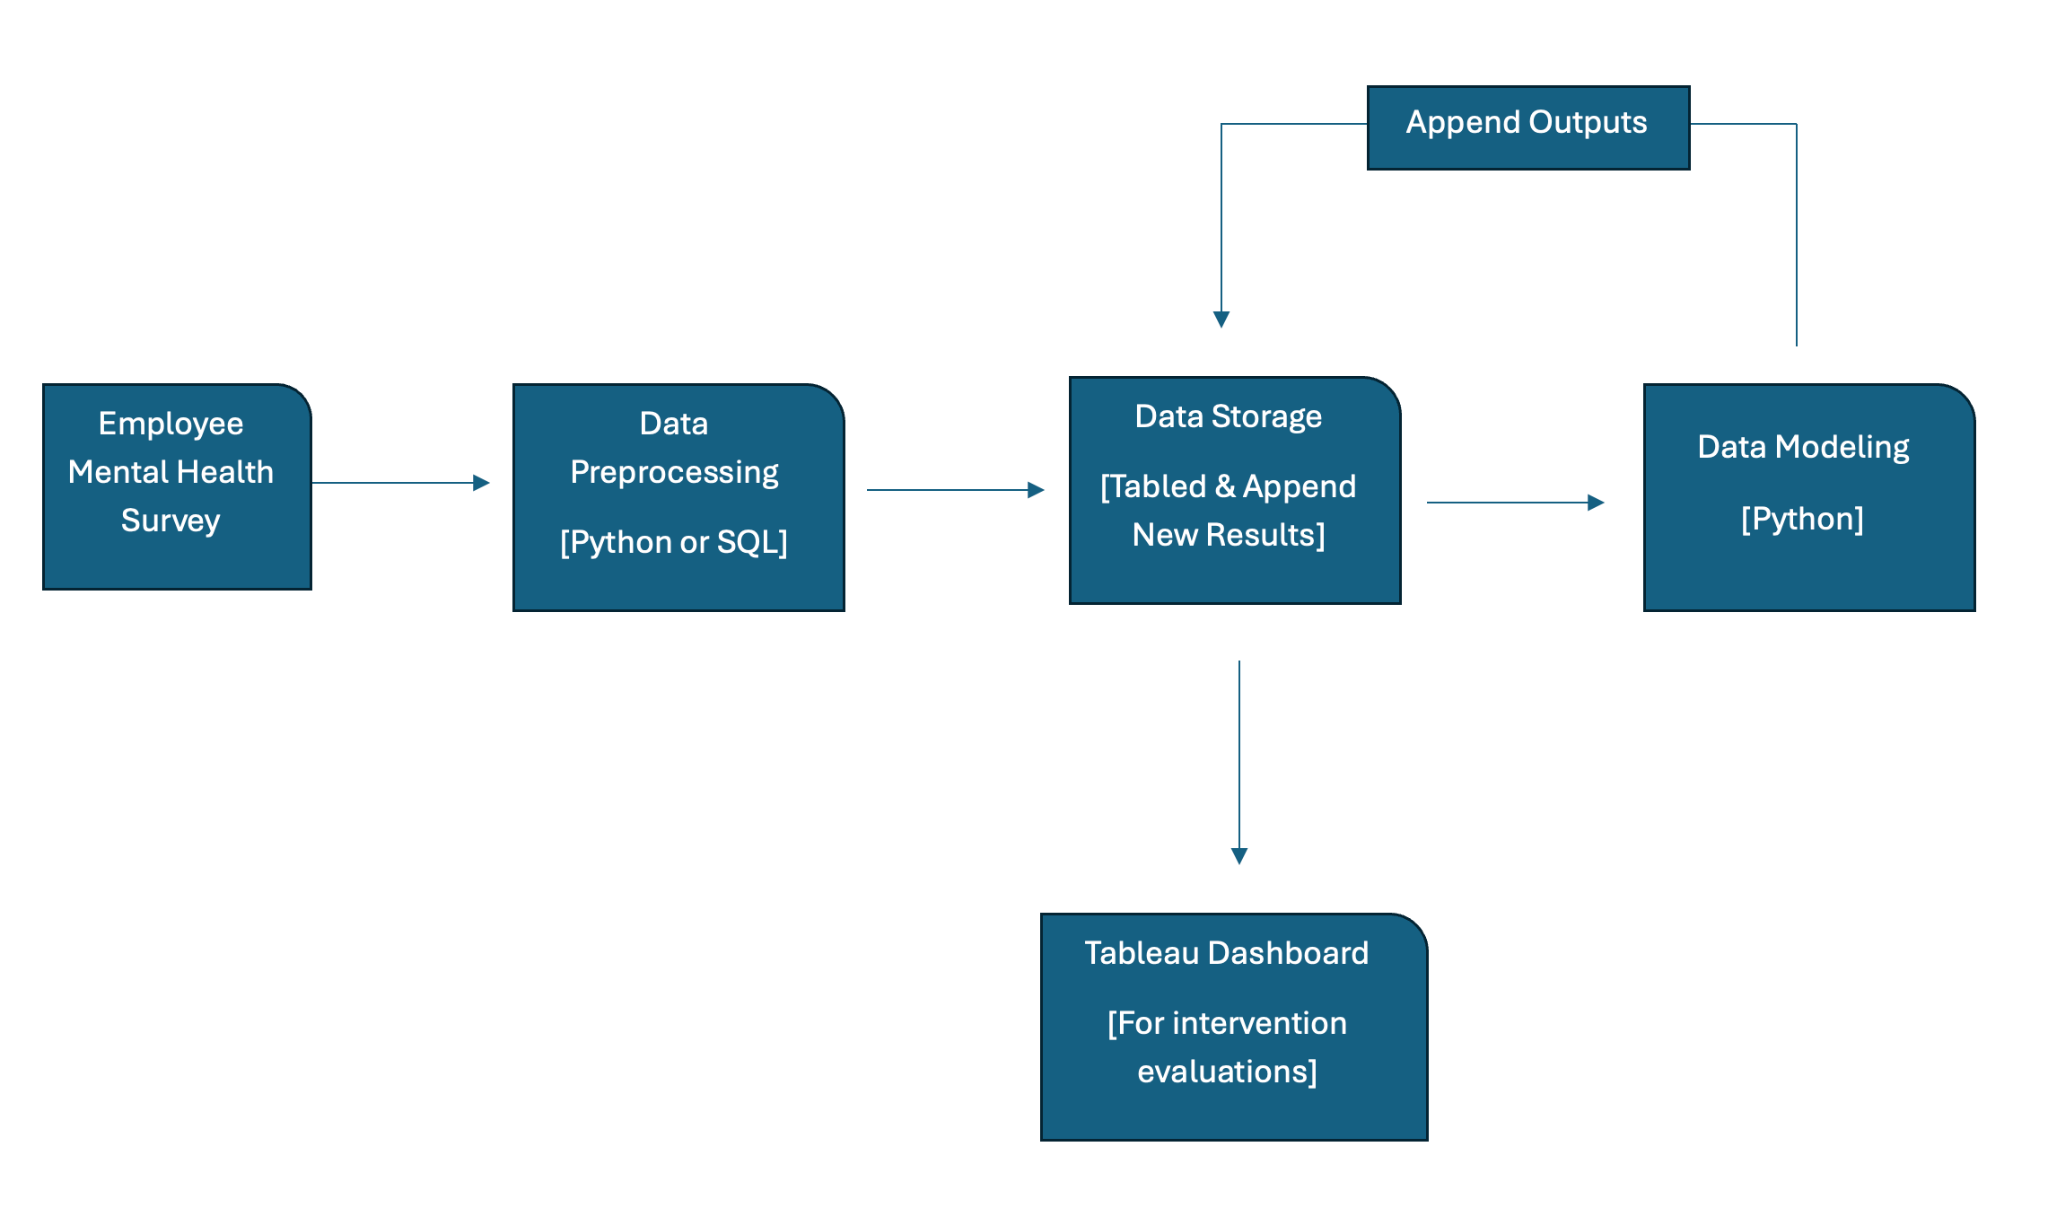 Append Outputs
Employee
Mental Health
Survey
Data
Preprocessing
[Python or SQL]
Data Storage
[Tabled & Append
New Results]
Data Modeling
[Python]
Tableau Dashboard
[For intervention
evaluations]